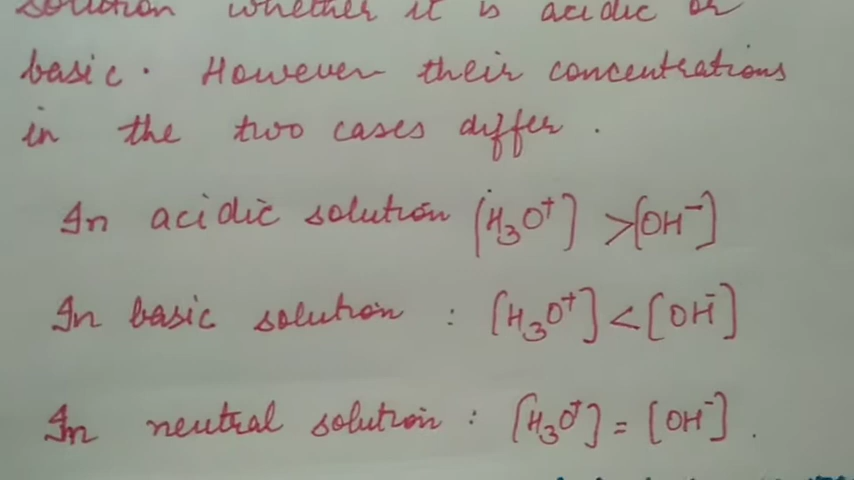 solution whether it is acidic or
basic. However their concentrations
in the two cases differ.
In acidic solution [H₃O⁺] >[OH⁻]
In basic solution : [H₃O⁺] < [OH⁻]
In neutral solution : [H₃O⁺] = [OH⁻].